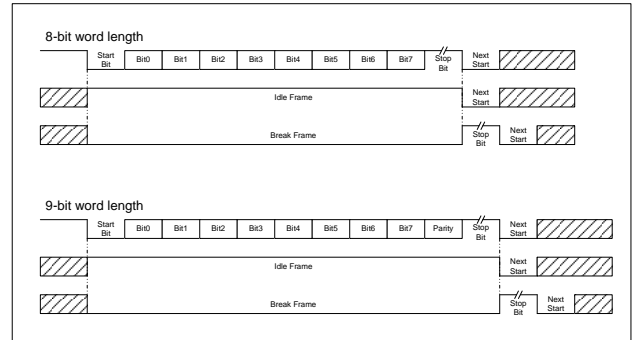 8-bit word length
Start Bit Bit0 Bit1 Bit2 Bit3 Bit4 Bit5 Bit6 Bit7 Stop Bit Next Start
Idle Frame Next Start
Break Frame Stop Bit Next Start
9-bit word length
Start Bit Bit0 Bit1 Bit2 Bit3 Bit4 Bit5 Bit6 Bit7 Parity Stop Bit Next Start
Idle Frame Next Start
Break Frame Stop Bit Next Start